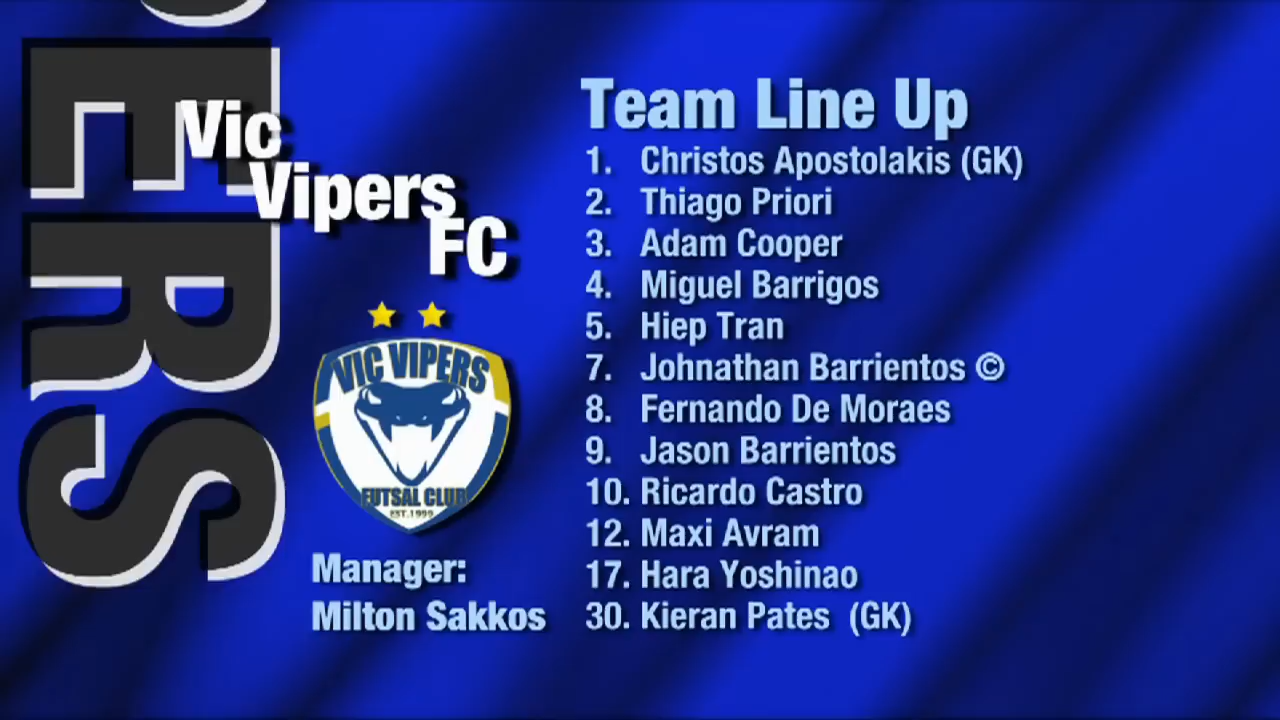 ERS
Vic
Vipers
FC
VIC VIPERS
FUTSAL CLUB
EST.1999
Manager:
Milton Sakkos
Team Line Up
1. Christos Apostolakis (GK)
2. Thiago Priori
3. Adam Cooper
4. Miguel Barrigos
5. Hiep Tran
7. Johnathan Barrientos ©
8. Fernando De Moraes
9. Jason Barrientos
10. Ricardo Castro
12. Maxi Avram
17. Hara Yoshinao
30. Kieran Pates (GK)